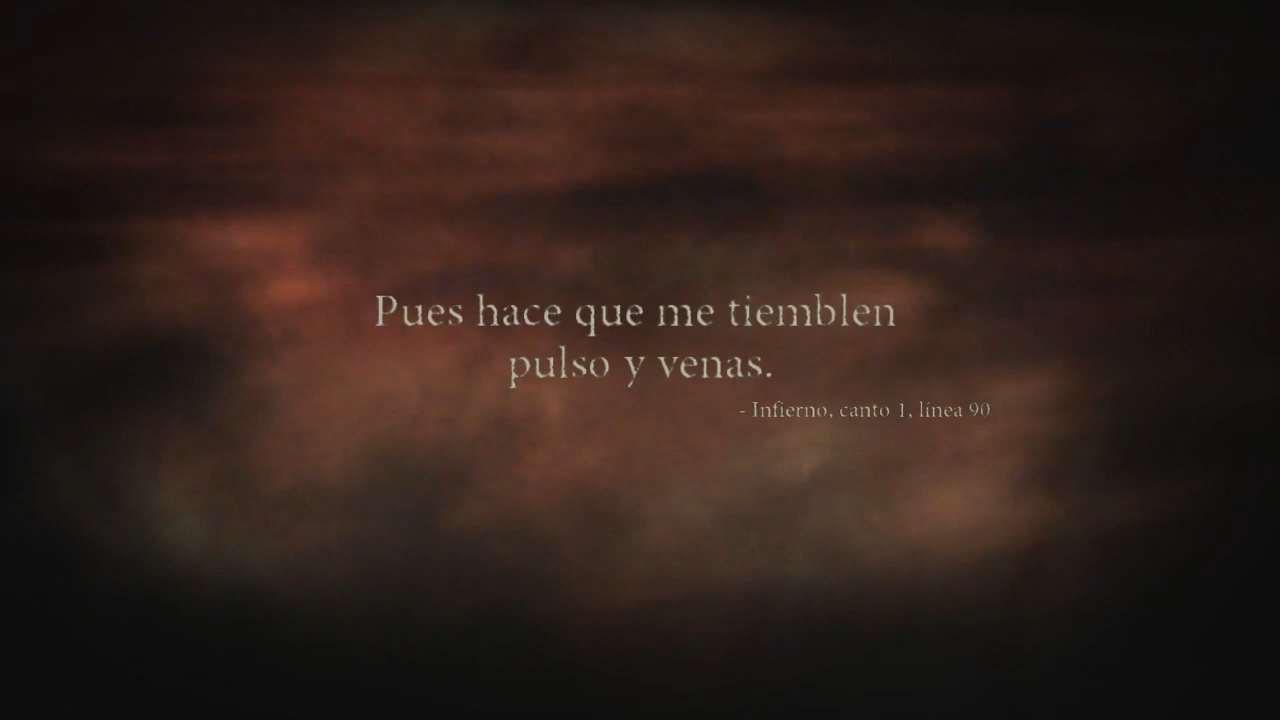 Pues hace que me tiemblen
pulso y venas.
- Infierno, canto 1, línea 90